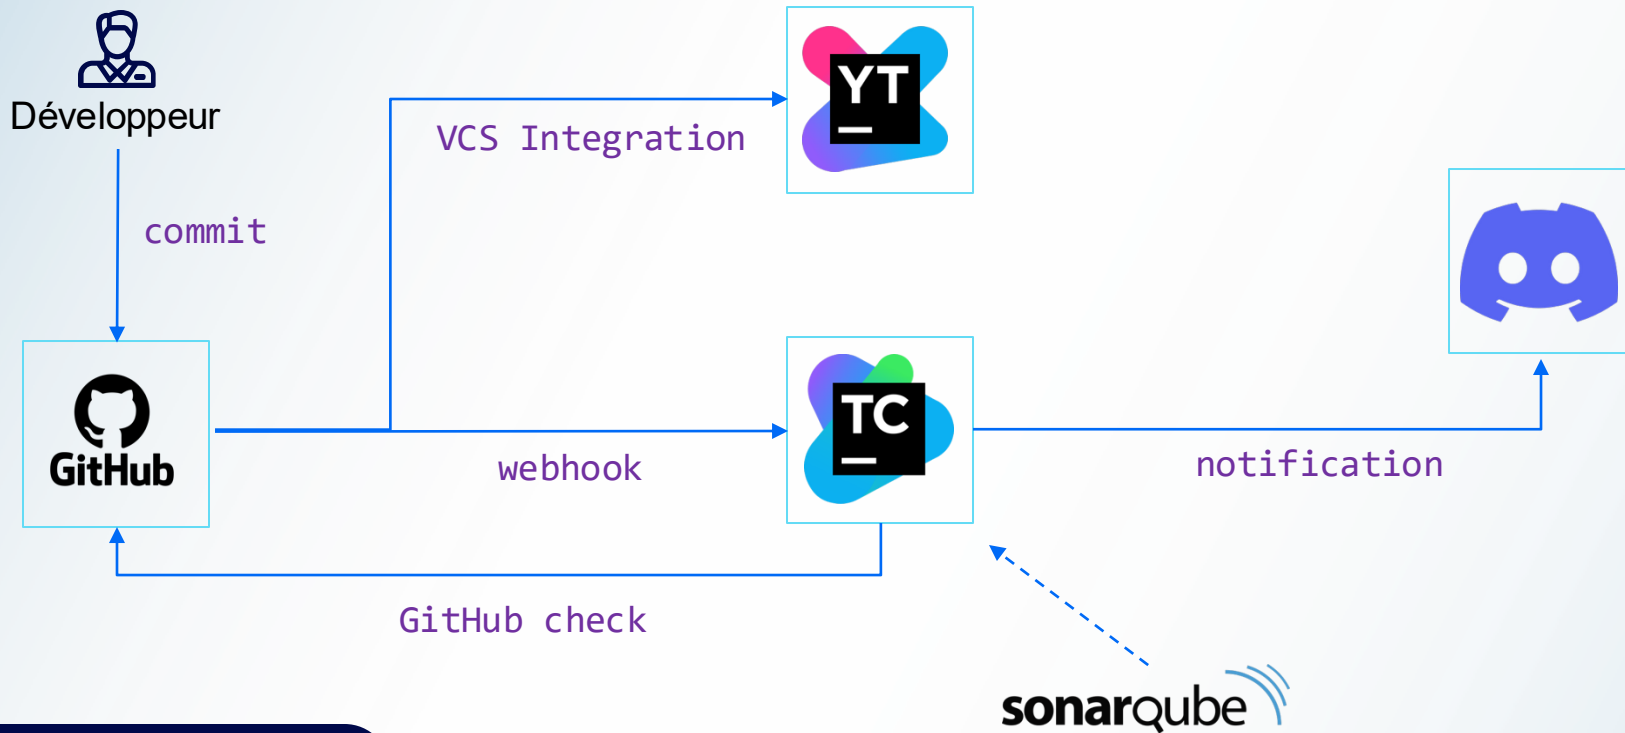 Développeur
YT
VCS Integration
commit
GitHub
webhook
TC
notification
GitHub check
sonarqube